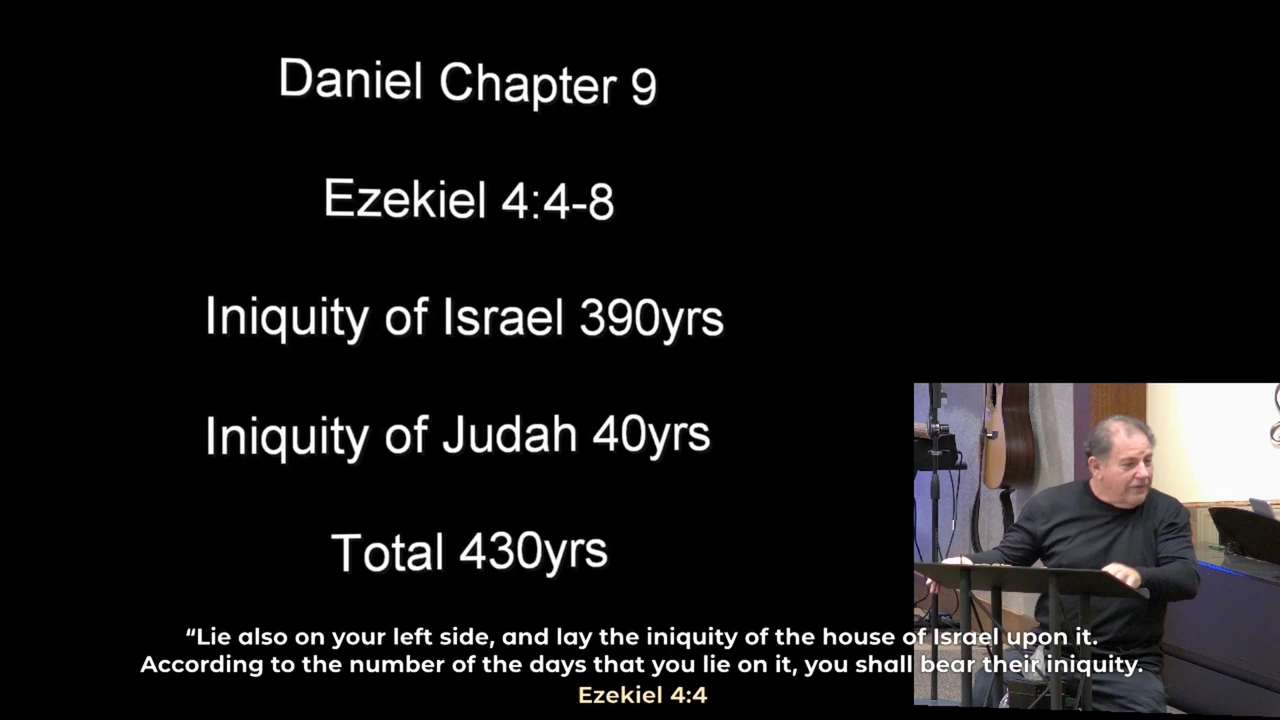 Daniel Chapter 9
Ezekiel 4:4-8
Iniquity of Israel 390yrs
Iniquity of Judah 40yrs
Total 430yrs
“Lie also on your left side, and lay the iniquity of the house of Israel upon it.
According to the number of the days that you lie on it, you shall bear their iniquity.
Ezekiel 4:4